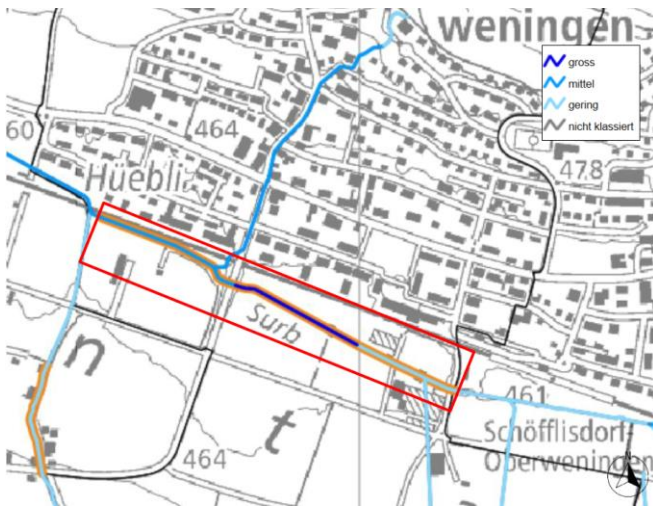 weningen
gross
mittel
gering
nicht klassiert
60
464
478
Hüebli
Surb
n
461
t
Schöfflisdorf-
Oberweningen
464